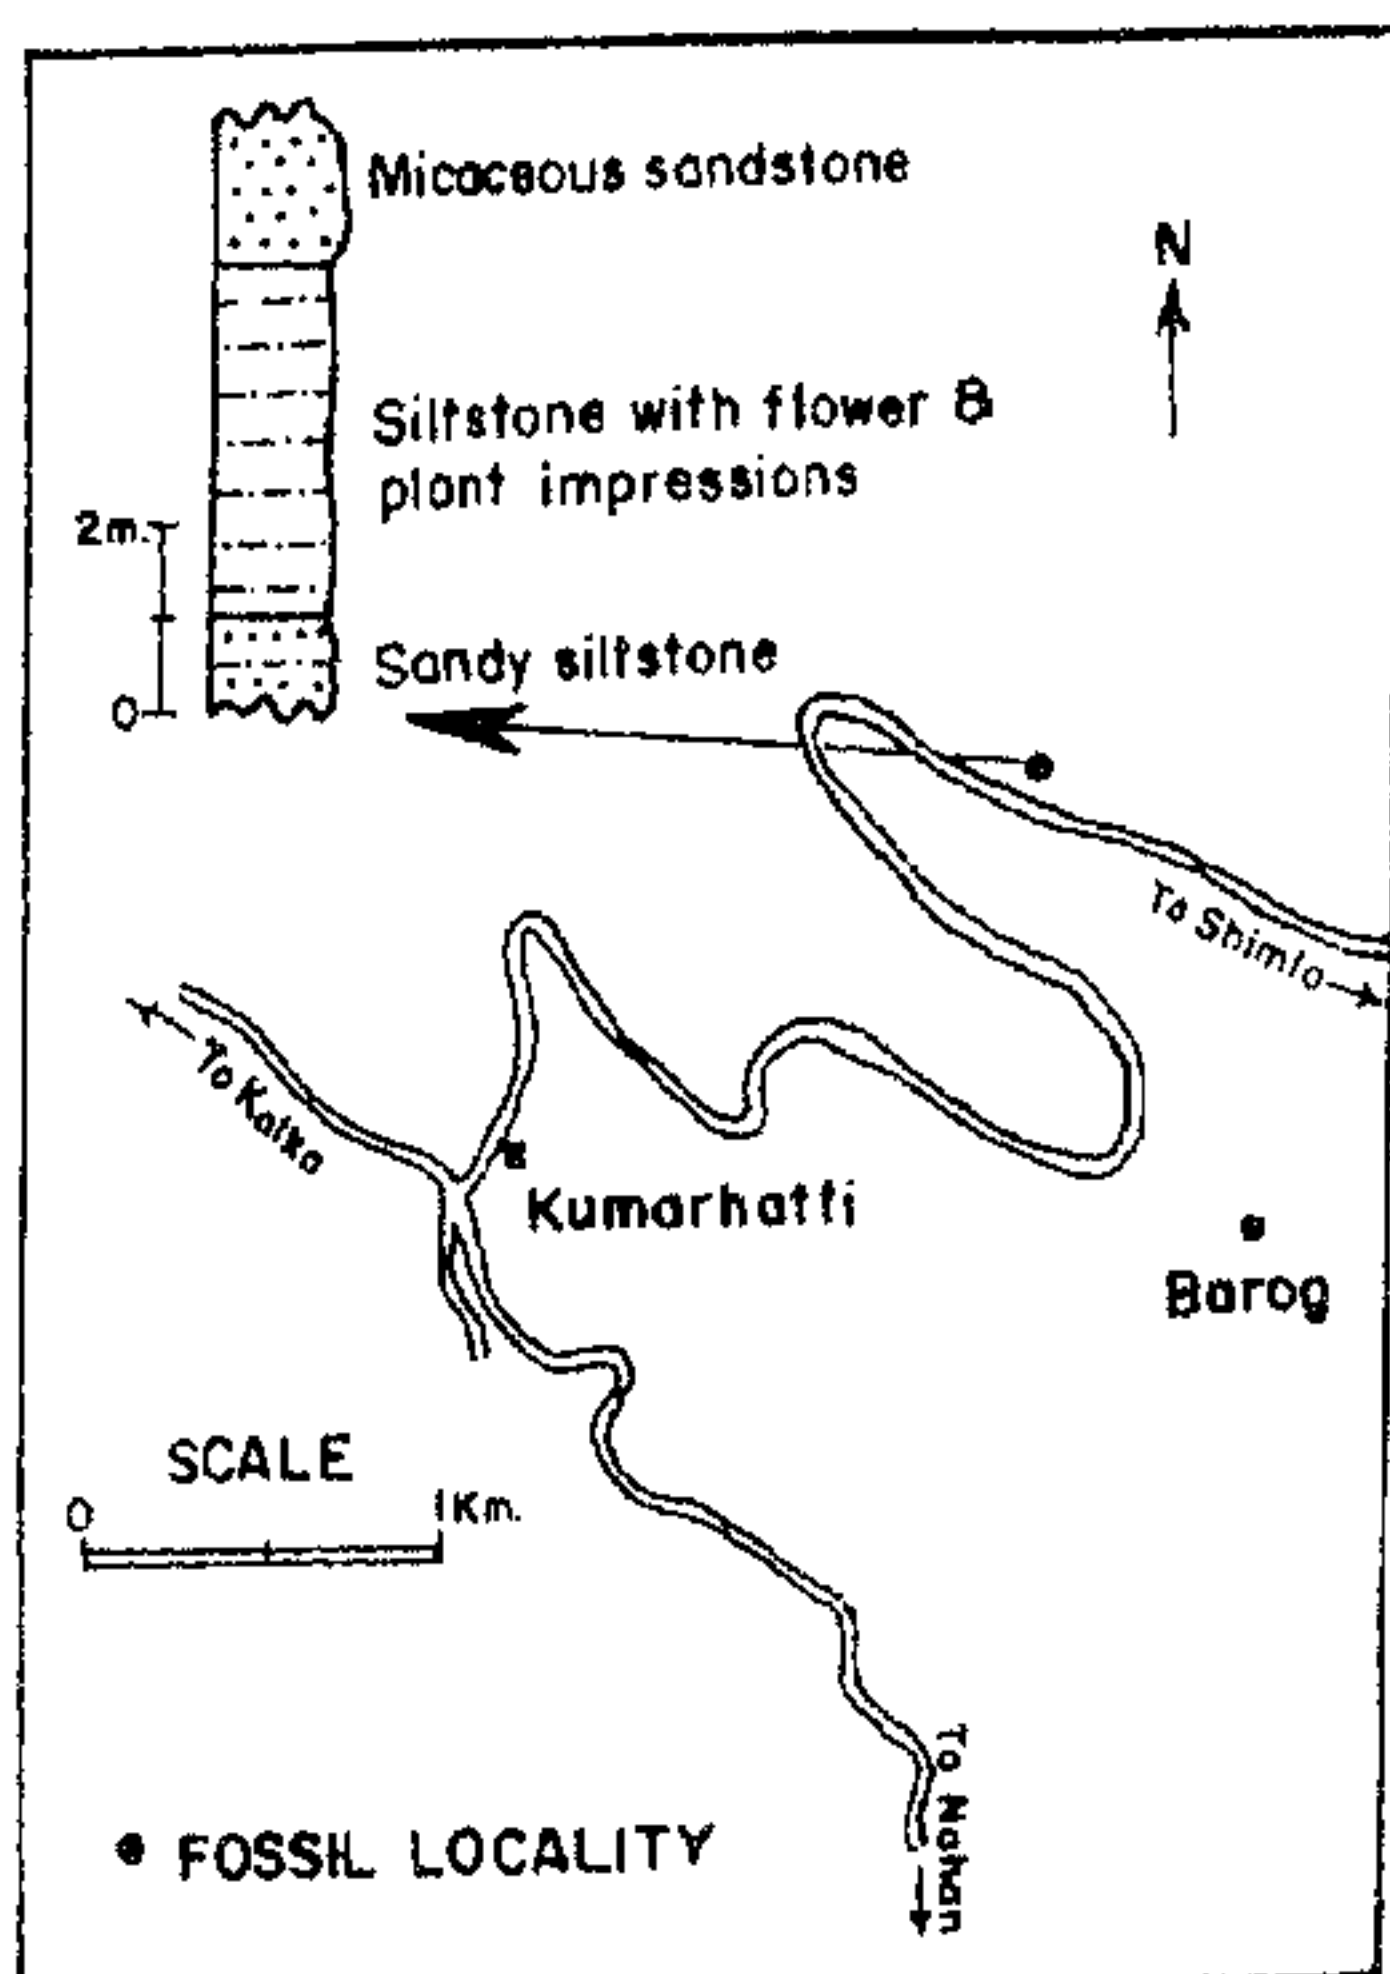 Micaceous sandstone
N
Siltstone with flower &
plant impressions
2m.
Sandy siltstone
0
To Shimla
To Kalka
Kumarhatti
Barog
SCALE
0 1Km.
To Nahan
FOSSIL LOCALITY